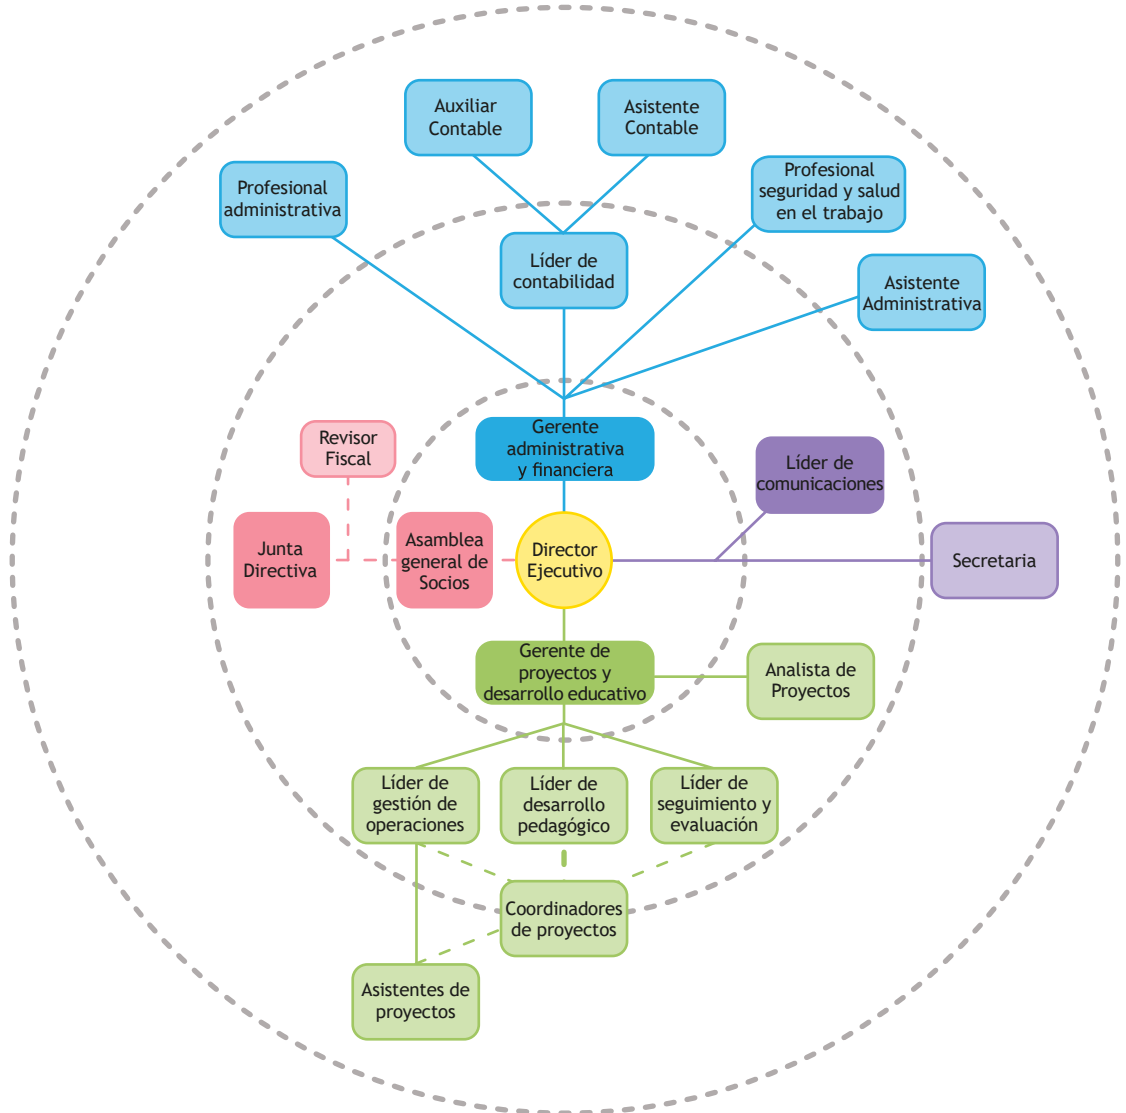 Auxiliar
Contable
Asistente
Contable
Profesional
administrativa
Profesional
seguridad y salud
en el trabajo
Líder de
contabilidad
Asistente
Administrativa
Gerente
administrativa
y financiera
Revisor
Fiscal
Líder de
comunicaciones
Junta
Directiva
Asamblea
general de
Socios
Director
Ejecutivo
Secretaria
Gerente de
proyectos y
desarrollo educativo
Analista de
Proyectos
Líder de
gestión de
operaciones
Líder de
desarrollo
pedagógico
Líder de
seguimiento y
evaluación
Coordinadores
de proyectos
Asistentes de
proyectos